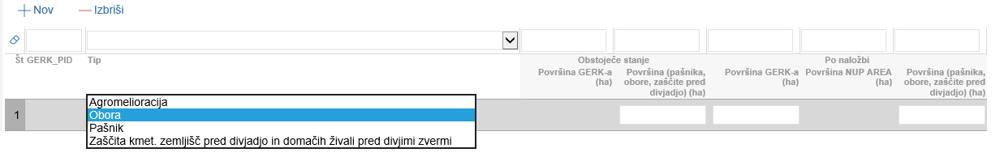 Nov Izbriši
Obstoječe stanje Po naložbi
Št GERK_PID Tip
Površina GERK-a (ha)
Površina (pašnika, obore, zaščite pred divjadjo) (ha)
Površina GERK-a (ha)
Površina NUP AREA (ha)
Površina (pašnika, obore, zaščite pred divjadjo) (ha)
1
Agromelioracija
Obora
Pašnik
Zaščita kmet. zemljišč pred divjadjo in domačih živali pred divjimi zvermi